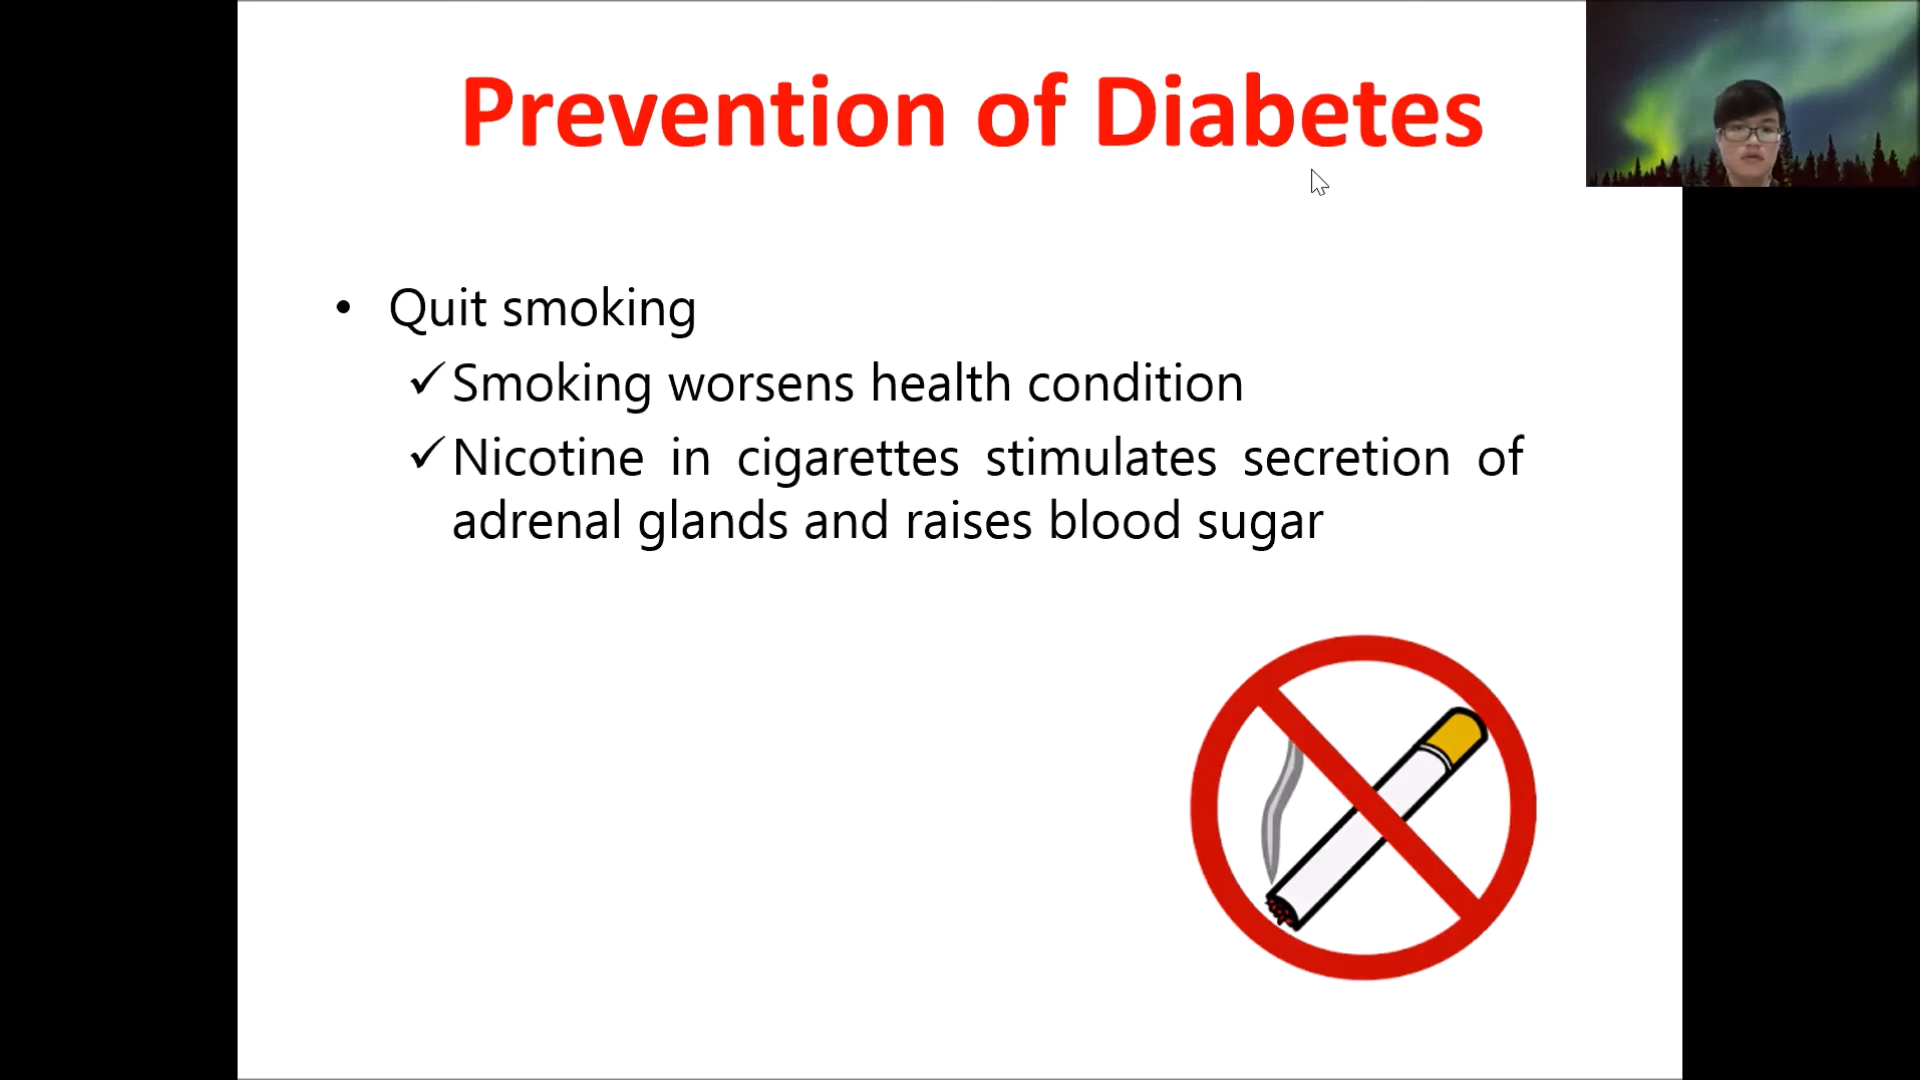 Prevention of Diabetes
• Quit smoking
✓Smoking worsens health condition
✓Nicotine in cigarettes stimulates secretion of
adrenal glands and raises blood sugar